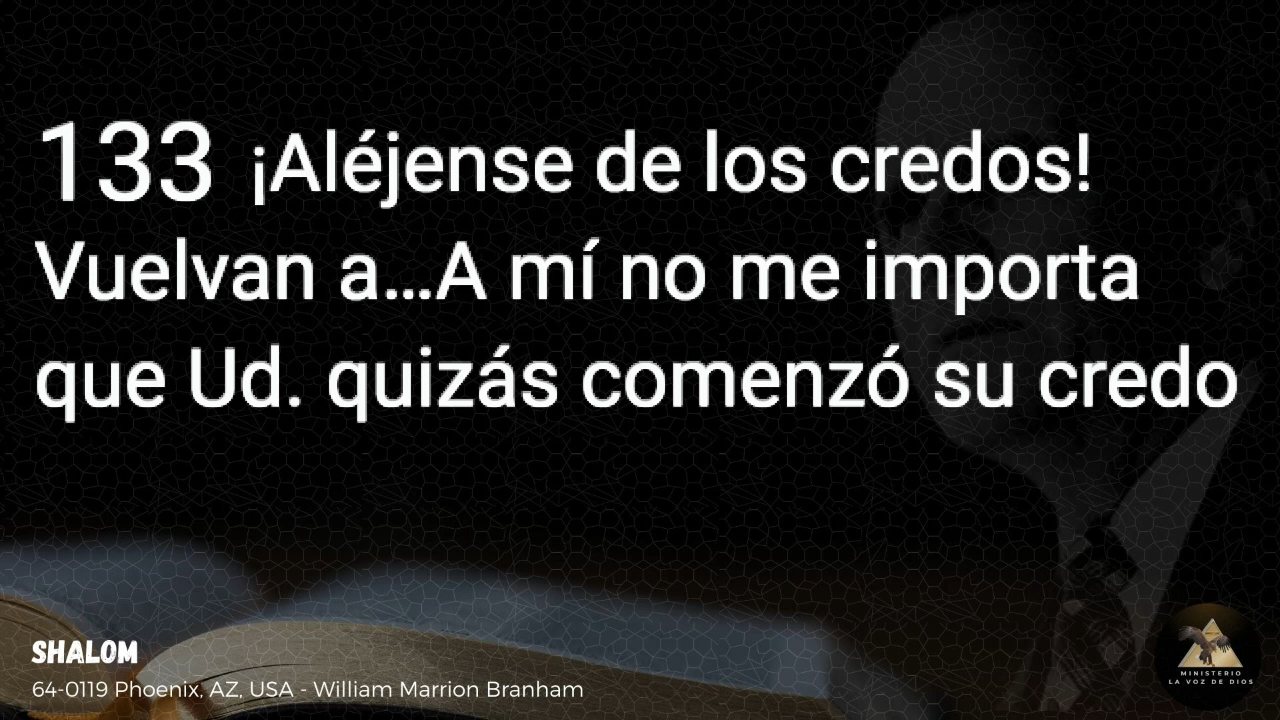 133 ¡Aléjense de los credos!
Vuelvan a...A mí no me importa
que Ud. quizás comenzó su credo
SHALOM
64-0119 Phoenix, AZ, USA - William Marrion Branham
MINISTERIO
LA VOZ DE DIOS